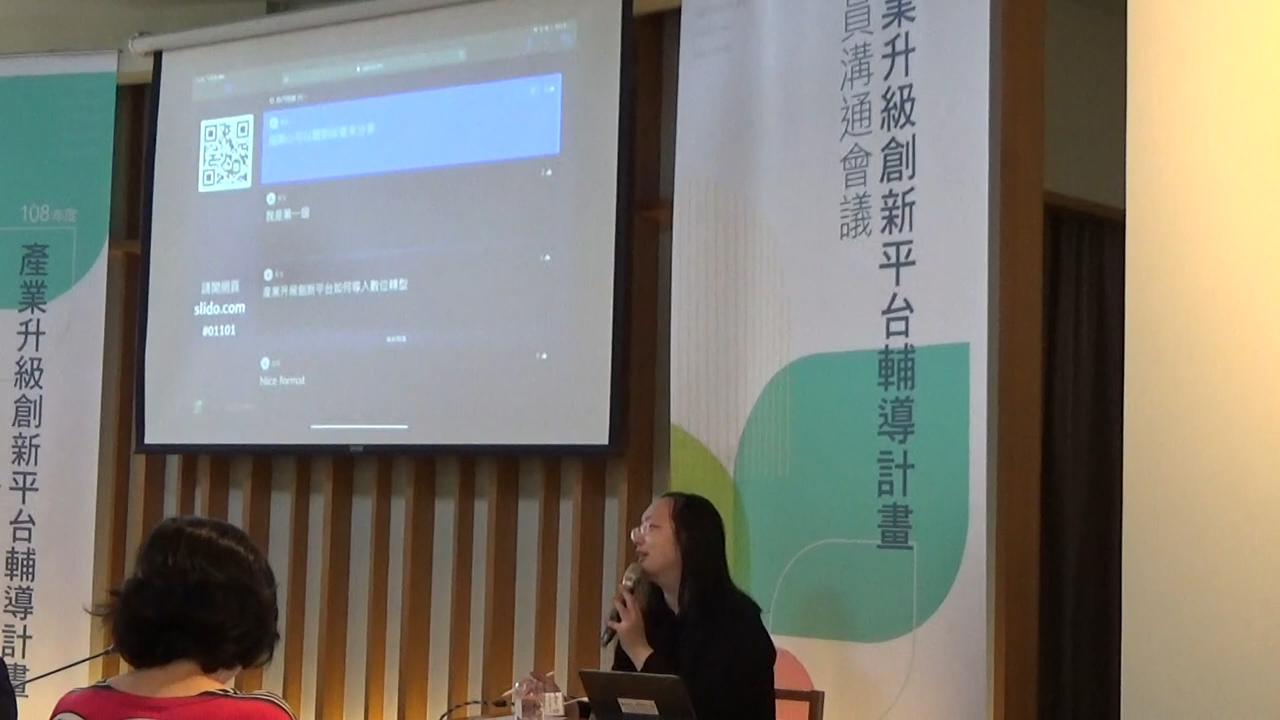 108年度
產業升級創新平台輔導計畫
請開網頁
slido.com
#01101
我是第一個
產業升級創新平台如何導入數位轉型
Nice format
業升級創新平台輔導計畫
員溝通會議